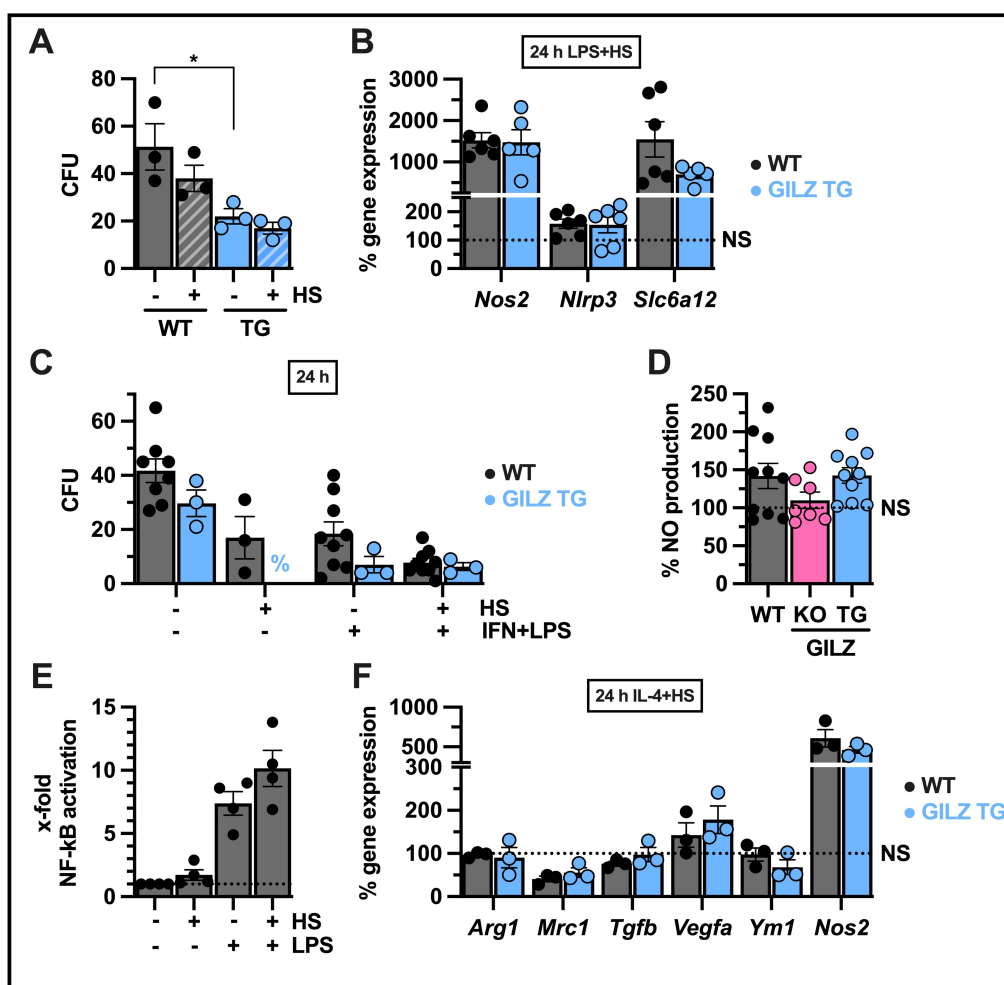 A
*
CFU
80
60
40
20
0
- + - + HS
WT TG
B
24 h LPS+HS
% gene expression
3000
2000
1000
200
100
0
NS
Nos2 Nlrp3 Slc6a12
WT
GILZ TG
C
24 h
CFU
60
40
20
0
%
WT
GILZ TG
- + - + HS
- - + + IFN+LPS
D
% NO production
250
200
150
100
50
0
NS
WT KO TG
GILZ
E
x-fold
NF-kB activation
15
10
5
0
- + - + HS
- - + + LPS
F
24 h IL-4+HS
% gene expression
1000
500
300
200
100
0
NS
Arg1 Mrc1 Tgfb Vegfa Ym1 Nos2
WT
GILZ TG